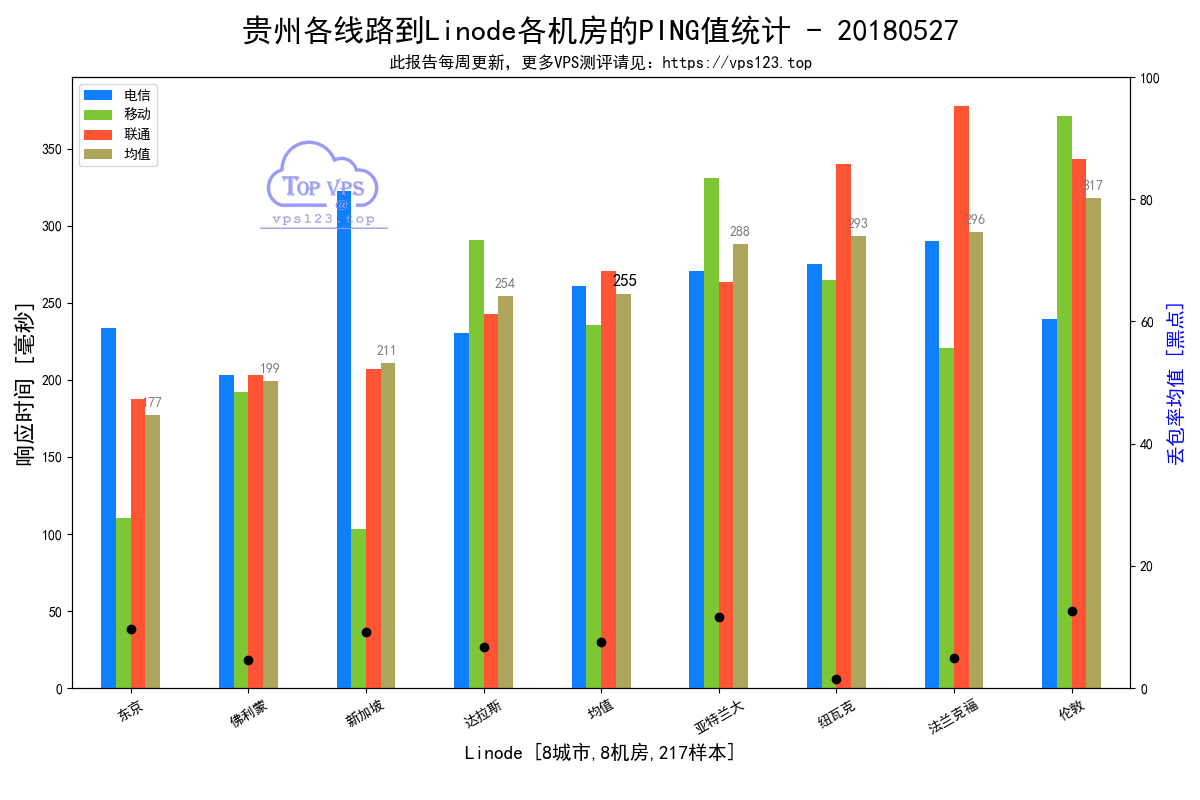 贵州各线路到Linode各机房的PING值统计 - 20180527
此报告每周更新，更多VPS测评请见：https://vps123.top
电信
移动
联通
均值
TOP VPS
@
vps123.top
响应时间 [毫秒]
350
300
250
200
150
100
50
0
177
199
211
254
255
288
293
296
317
100
80
60
40
20
0
丢包率均值 [黑点]
东京
佛利蒙
新加坡
达拉斯
均值
亚特兰大
纽瓦克
法兰克福
伦敦
Linode [8城市,8机房,217样本]